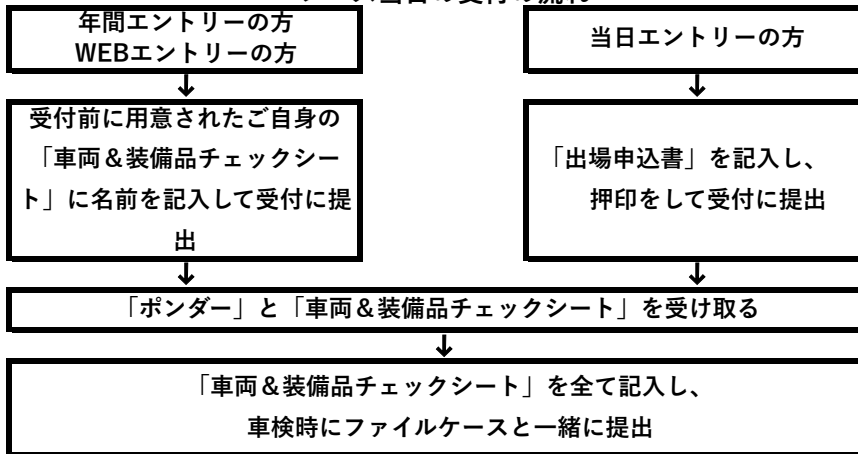 年間エントリーの方
WEBエントリーの方
当日エントリーの方
↓
↓
受付前に用意されたご自身の
「車両＆装備品チェックシー
ト」に名前を記入して受付に提
出
「出場申込書」を記入し、
押印をして受付に提出
↓
↓
「ポンダー」と「車両＆装備品チェックシート」を受け取る
↓
「車両＆装備品チェックシート」を全て記入し、
車検時にファイルケースと一緒に提出